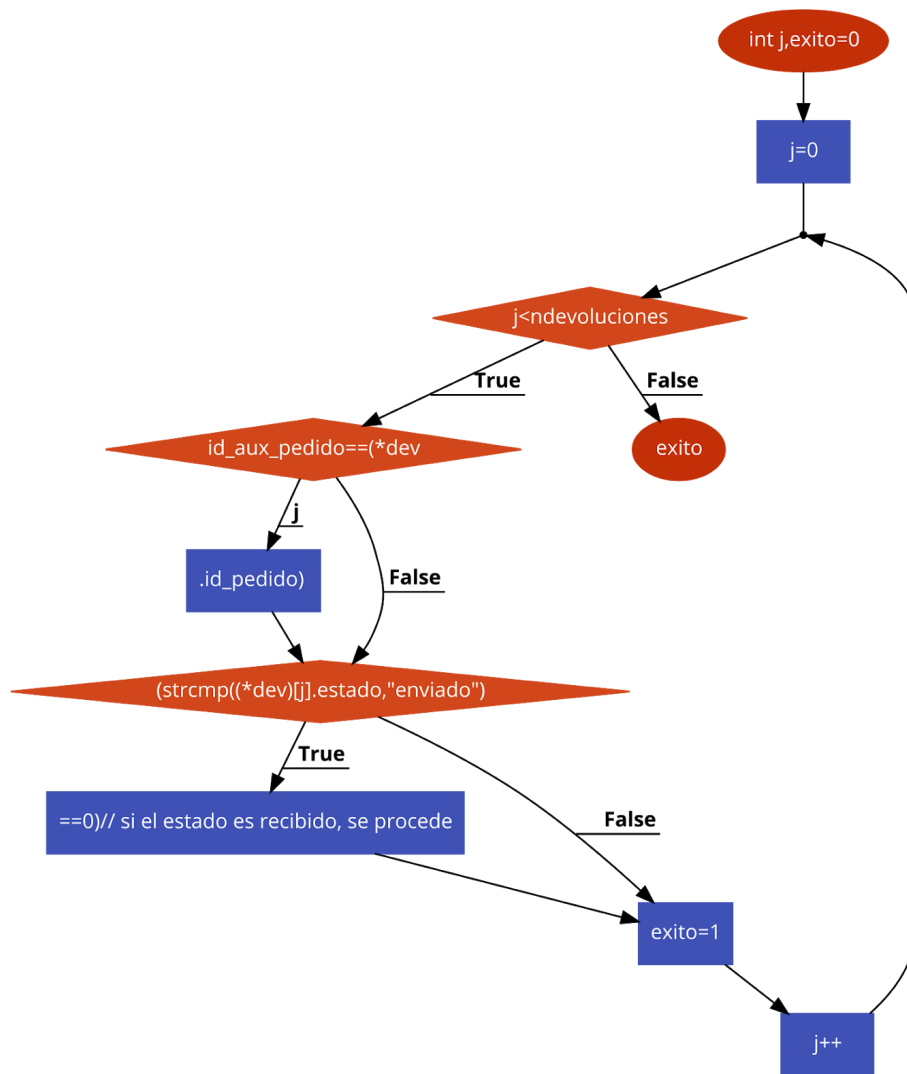 int j,exito=0
j=0
j<ndevoluciones
True
False
id_aux_pedido==(*dev
exito
j
False
.id_pedido)
(strcmp((*dev)[j].estado,"enviado")
True
False
==0)// si el estado es recibido, se procede
exito=1
j++